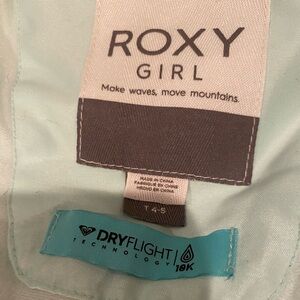 ROXY
GIRL
Make waves, move mountains.
MADE IN CHINA
FABRIQUÉ EN CHINE
HECHO EN CHINA
T 4-5
DRYFLIGHT
TECHNOLOGY
10K